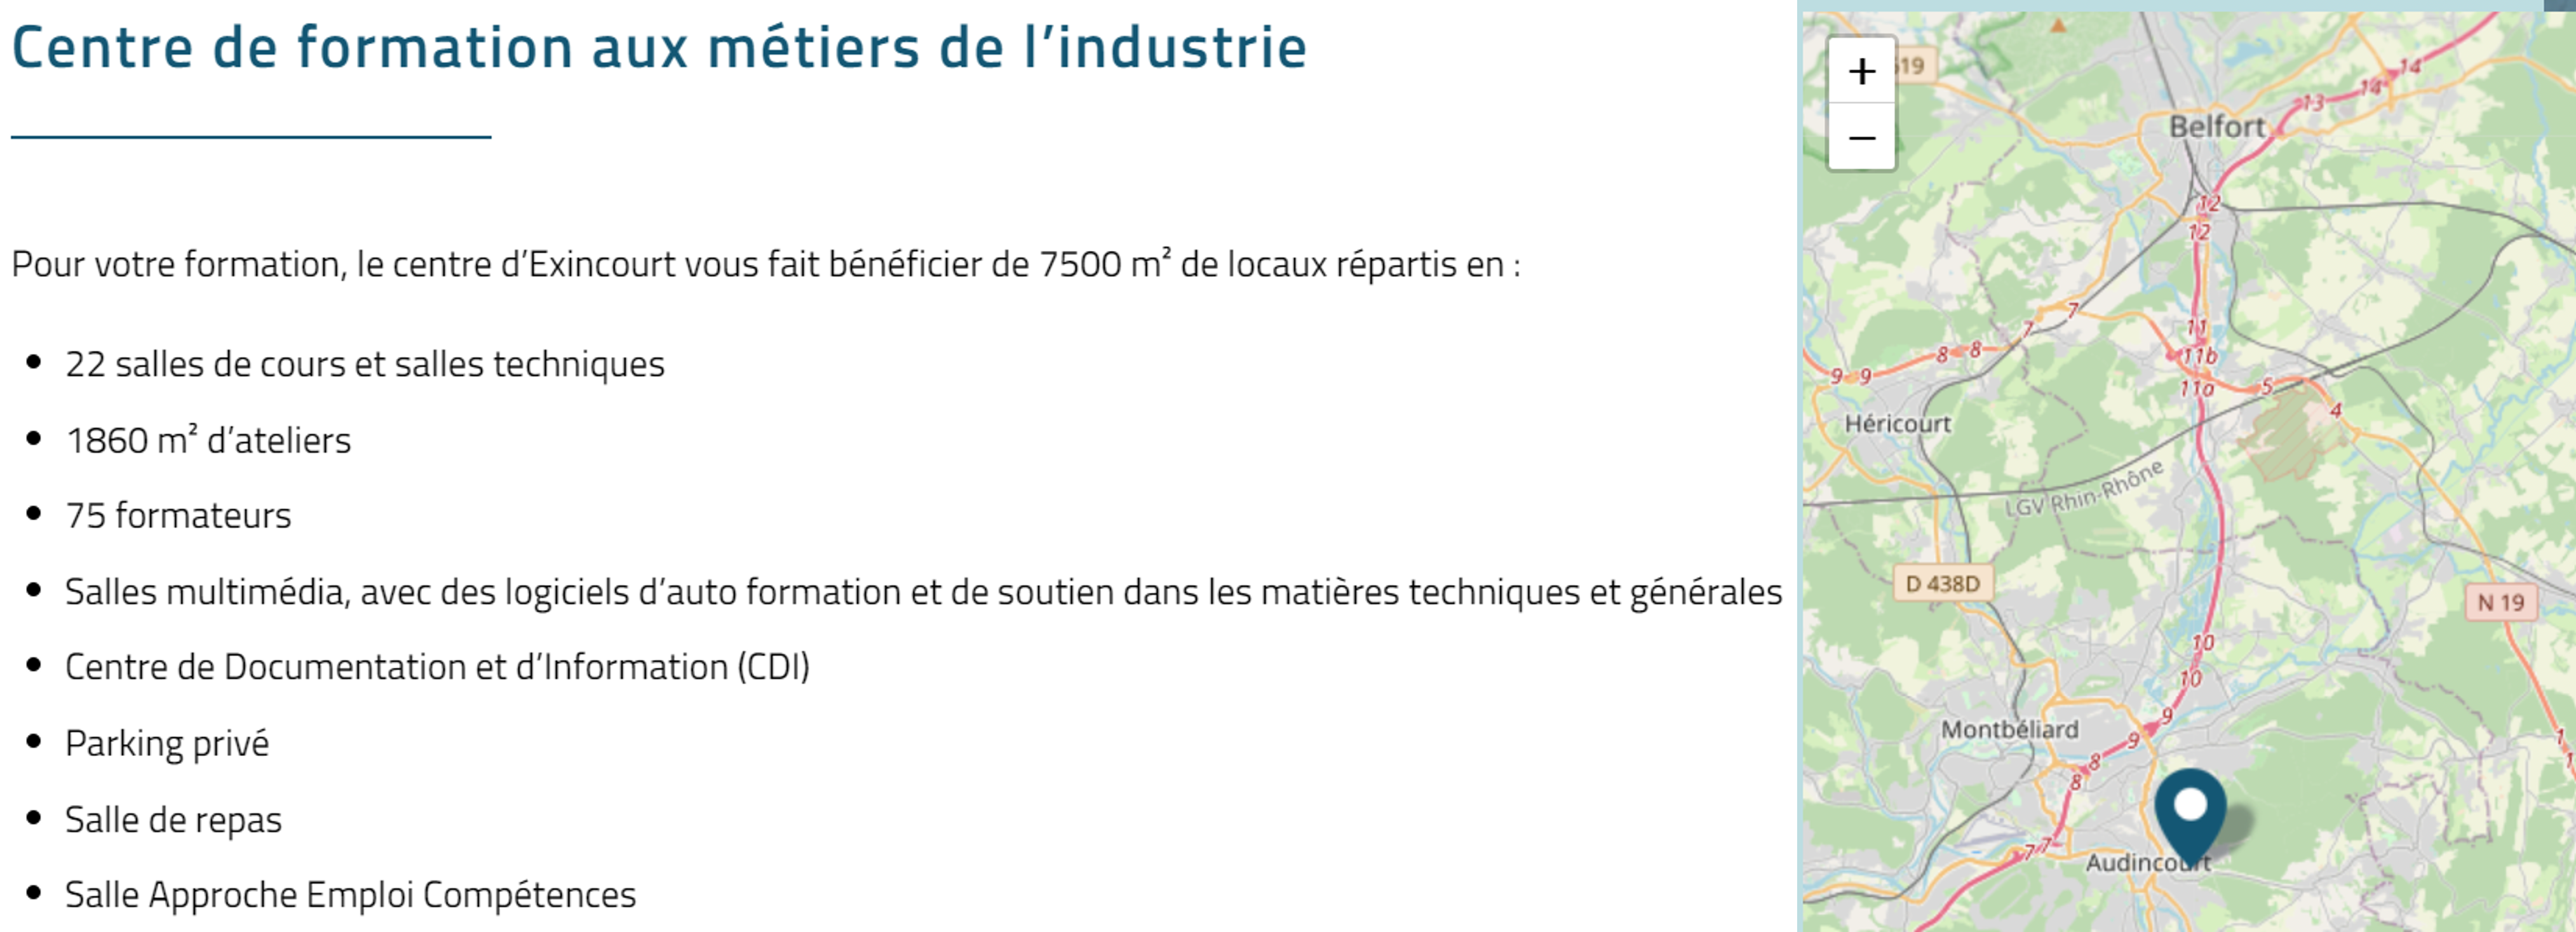 Centre de formation aux métiers de l’industrie
Pour votre formation, le centre d’Exincourt vous fait bénéficier de 7500 m² de locaux répartis en :
22 salles de cours et salles techniques
1860 m² d’ateliers
75 formateurs
Salles multimédia, avec des logiciels d’auto formation et de soutien dans les matières techniques et générales
Centre de Documentation et d’Information (CDI)
Parking privé
Salle de repas
Salle Approche Emploi Compétences
+
−
14
14
13
Belfort
12
12
7
7
11
8 8
11b
9 9
11a
5
4
Héricourt
LGV Rhin-Rhône
D 438D
N 19
10
10
9
Montbéliard
9
8
8
7 7
Audincourt